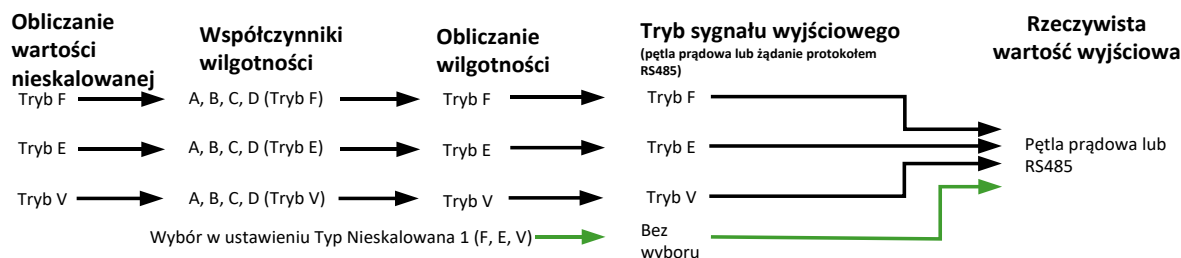 Obliczanie
wartości
nieskalowanej
Współczynniki
wilgotności
Obliczanie
wilgotności
Tryb sygnału wyjściowego
(pętla prądowa lub żądanie protokołem
RS485)
Rzeczywista
wartość wyjściowa
Tryb F
A, B, C, D (Tryb F)
Tryb F
Tryb F
Tryb E
A, B, C, D (Tryb E)
Tryb E
Tryb E
Pętla prądowa lub
RS485
Tryb V
A, B, C, D (Tryb V)
Tryb V
Tryb V
Wybór w ustawieniu Typ Nieskalowana 1 (F, E, V)
Bez
wyboru